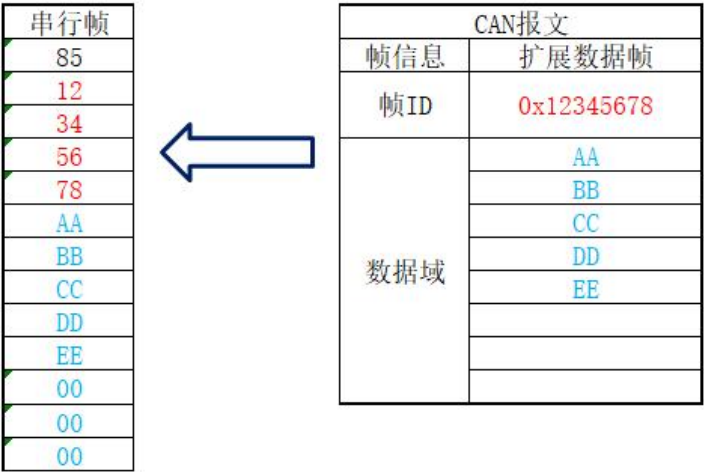 串行帧
85
12
34
56
78
AA
BB
CC
DD
EE
00
00
00
CAN报文
帧信息 扩展数据帧
帧ID 0x12345678
数据域
AA
BB
CC
DD
EE